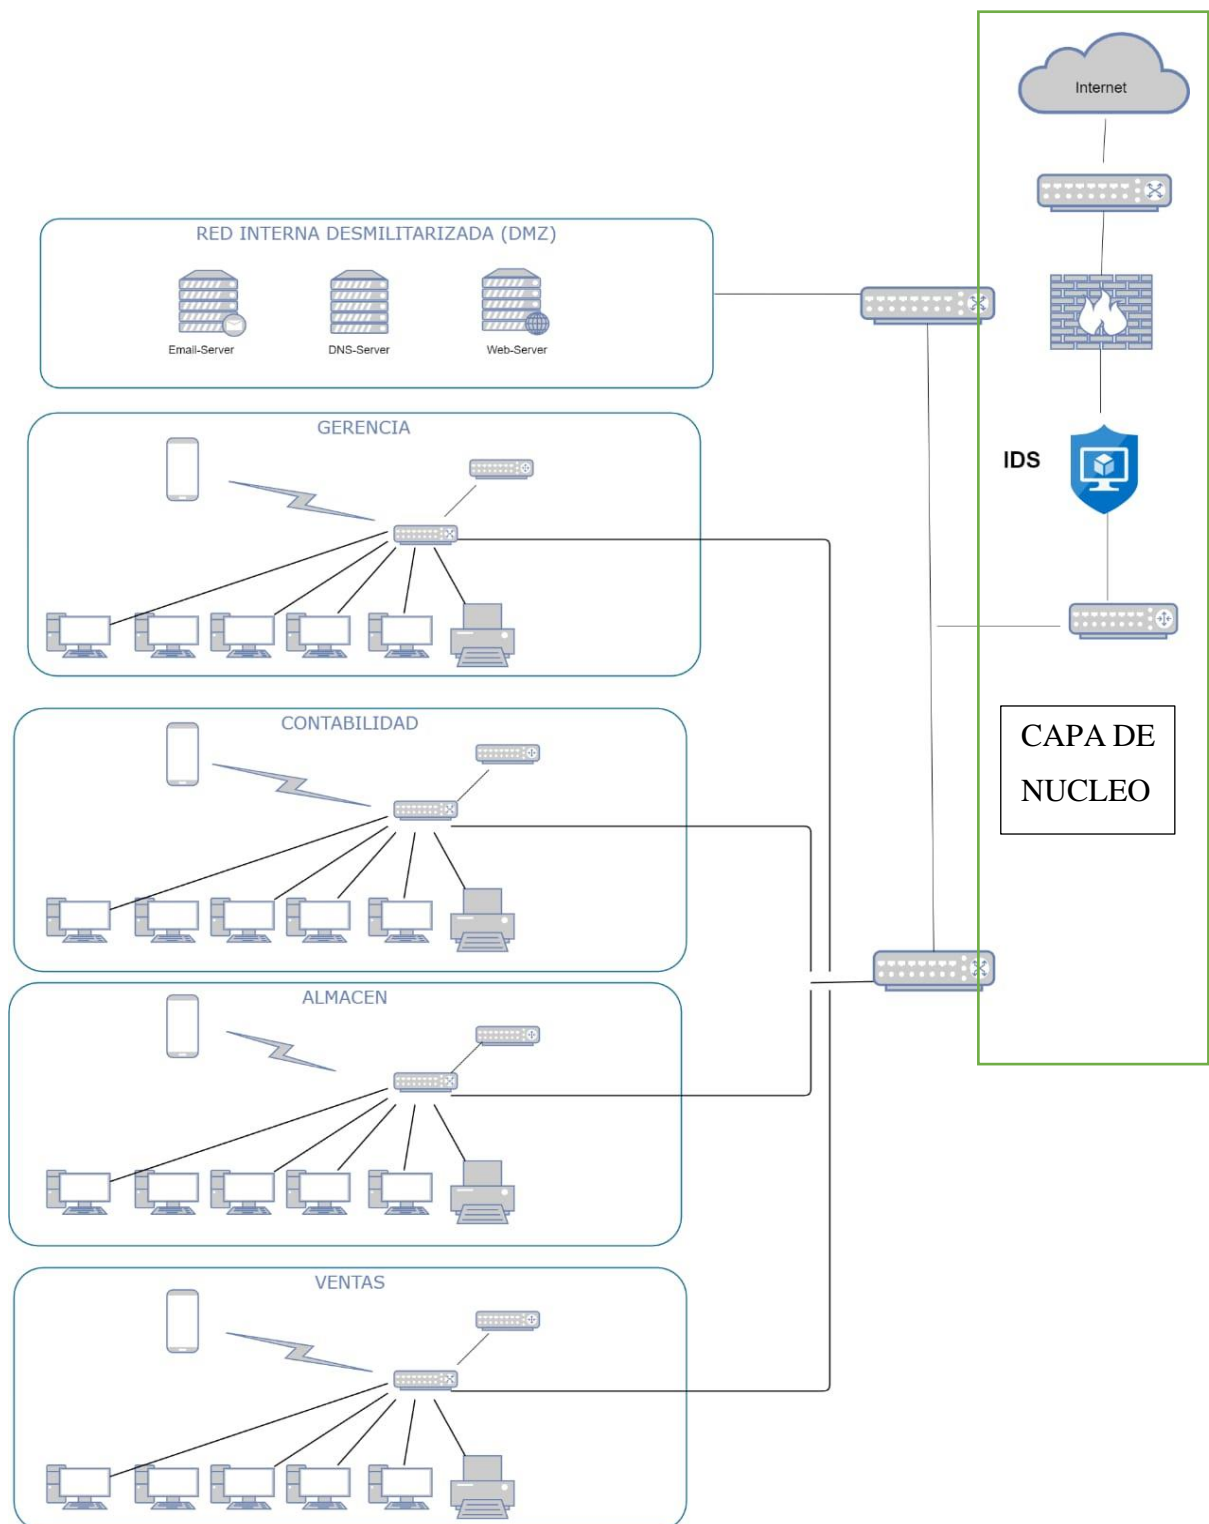 Internet
RED INTERNA DESMILITARIZADA (DMZ)
Email-Server
DNS-Server
Web-Server
GERENCIA
IDS
CONTABILIDAD
CAPA DE
NUCLEO
ALMACEN
VENTAS